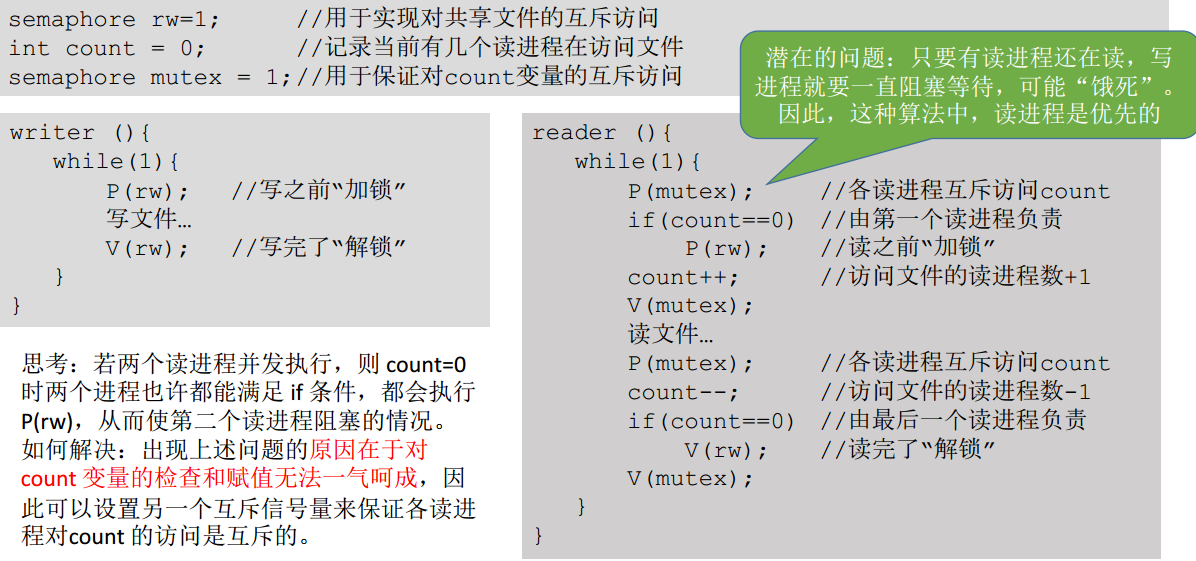 semaphore rw=1; //用于实现对共享文件的互斥访问
int count = 0; //记录当前有几个读进程在访问文件
semaphore mutex = 1;//用于保证对count变量的互斥访问
潜在的问题：只要有读进程还在读，写
进程就要一直阻塞等待，可能“饿死”。
因此，这种算法中，读进程是优先的
writer (){
while(1){
P(rw); //写之前“加锁”
写文件…
V(rw); //写完了“解锁”
}
}
思考：若两个读进程并发执行，则 count=0
时两个进程也许都能满足 if 条件，都会执行
P(rw)，从而使第二个读进程阻塞的情况。
如何解决：出现上述问题的原因在于对
count 变量的检查和赋值无法一气呵成，因
此可以设置另一个互斥信号量来保证各读进
程对count 的访问是互斥的。
reader (){
while(1){
P(mutex); //各读进程互斥访问count
if(count==0) //由第一个读进程负责
P(rw); //读之前“加锁”
count++; //访问文件的读进程数+1
V(mutex);
读文件…
P(mutex); //各读进程互斥访问count
count--; //访问文件的读进程数-1
if(count==0) //由最后一个读进程负责
V(rw); //读完了“解锁”
V(mutex);
}
}